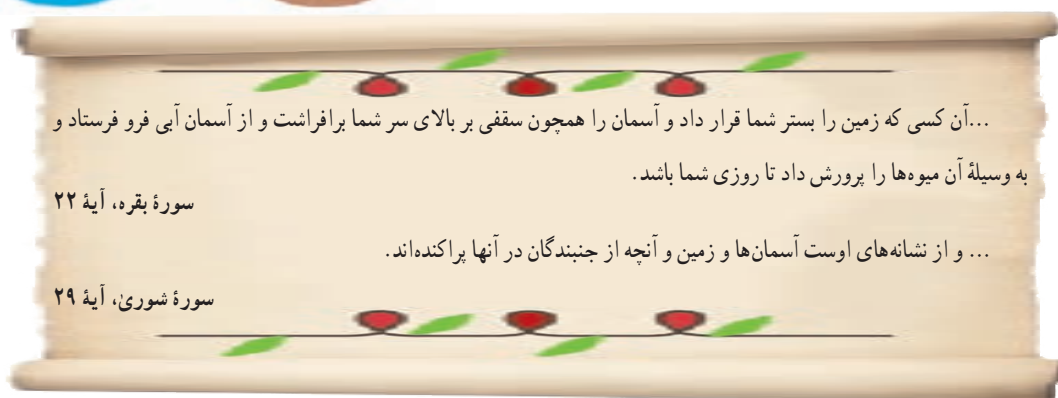 ...آن کسی که زمین را بستر شما قرار داد و آسمان را همچون سقفی بر بالای سر شما برافراشت و از آسمان آبی فرو فرستاد و
به وسیلهٔ آن میوه‌ها را پرورش داد تا روزی شما باشد.
سورهٔ بقره، آیهٔ ۲۲
... و از نشانه‌های اوست آسمان‌ها و زمین و آنچه از جنبندگان در آنها پراکنده‌اند.
سورهٔ شوریٰ، آیهٔ ۲۹